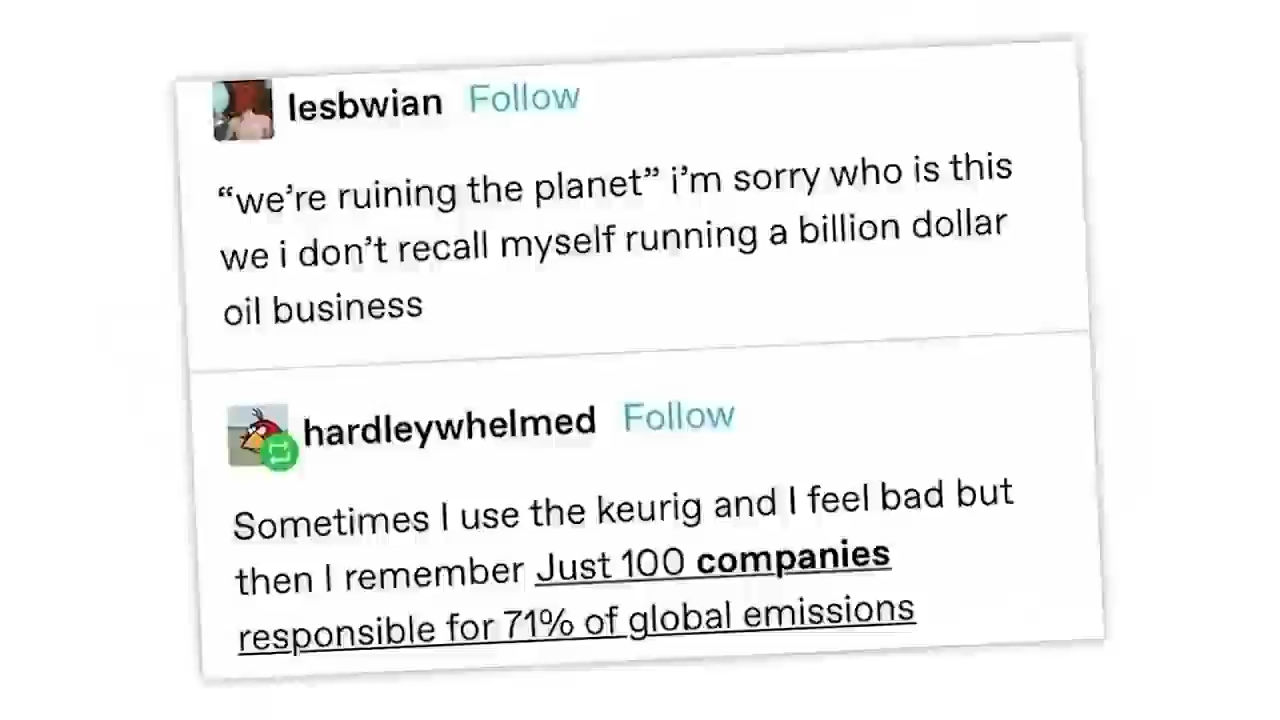 lesbwian Follow
“we’re ruining the planet” i’m sorry who is this
we i don’t recall myself running a billion dollar
oil business
hardleywhelmed Follow
Sometimes I use the keurig and I feel bad but
then I remember Just 100 companies
responsible for 71% of global emissions